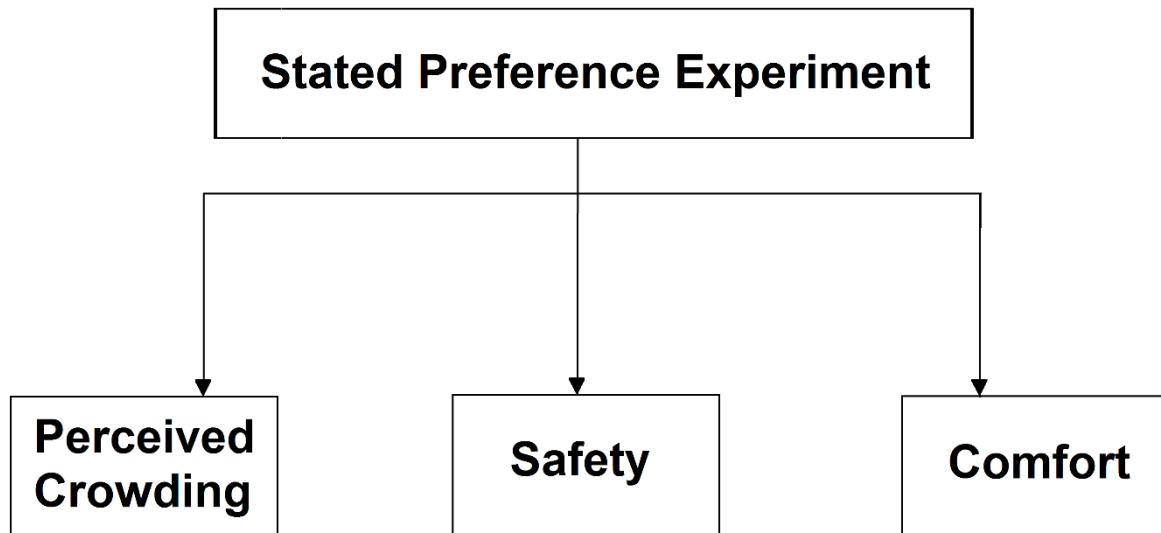 Stated Preference Experiment
Perceived
Crowding
Safety
Comfort